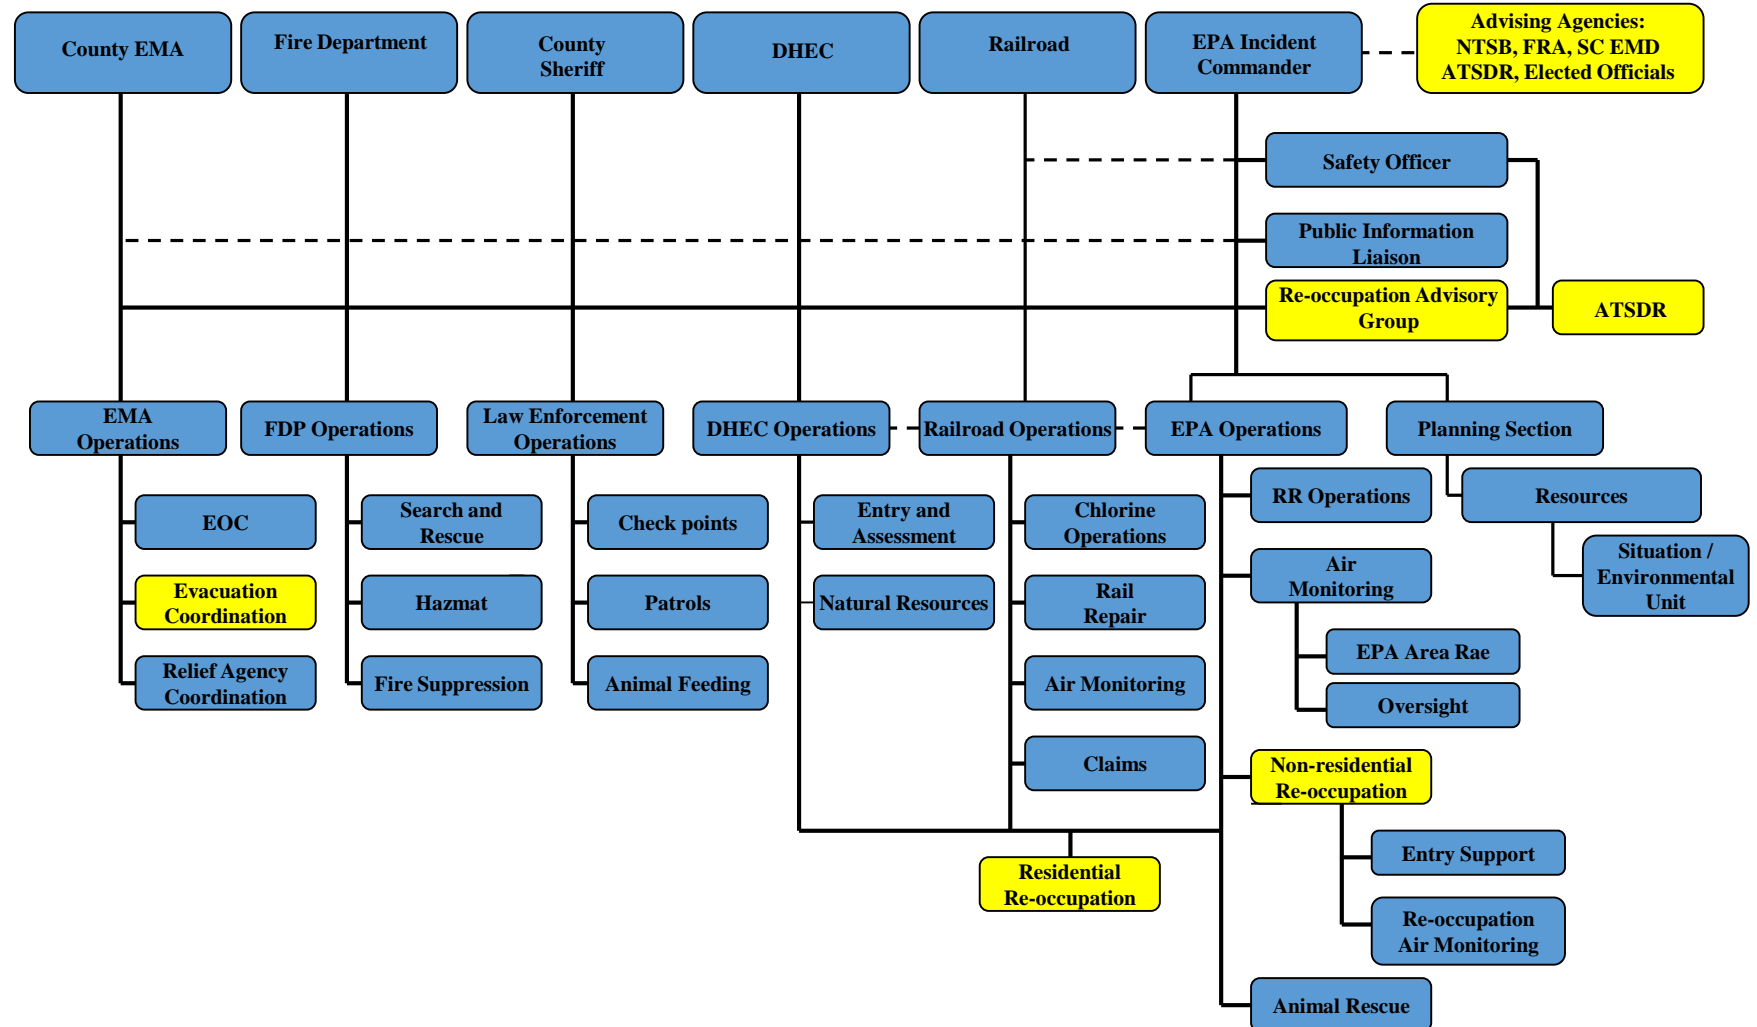 County EMA
Fire Department
County
Sheriff
DHEC
Railroad
EPA Incident
Commander
Advising Agencies:
NTSB, FRA, SC EMD
ATSDR, Elected Officials
Safety Officer
Public Information
Liaison
Re-occupation Advisory
Group
ATSDR
EMA
Operations
FDP Operations
Law Enforcement
Operations
DHEC Operations
Railroad Operations
EPA Operations
Planning Section
EOC
Evacuation
Coordination
Relief Agency
Coordination
Search and
Rescue
Hazmat
Fire Suppression
Check points
Patrols
Animal Feeding
Entry and
Assessment
Natural Resources
Chlorine
Operations
Rail
Repair
Air Monitoring
Claims
Residential
Re-occupation
RR Operations
Air
Monitoring
EPA Area Rae
Oversight
Non-residential
Re-occupation
Entry Support
Re-occupation
Air Monitoring
Animal Rescue
Resources
Situation /
Environmental
Unit